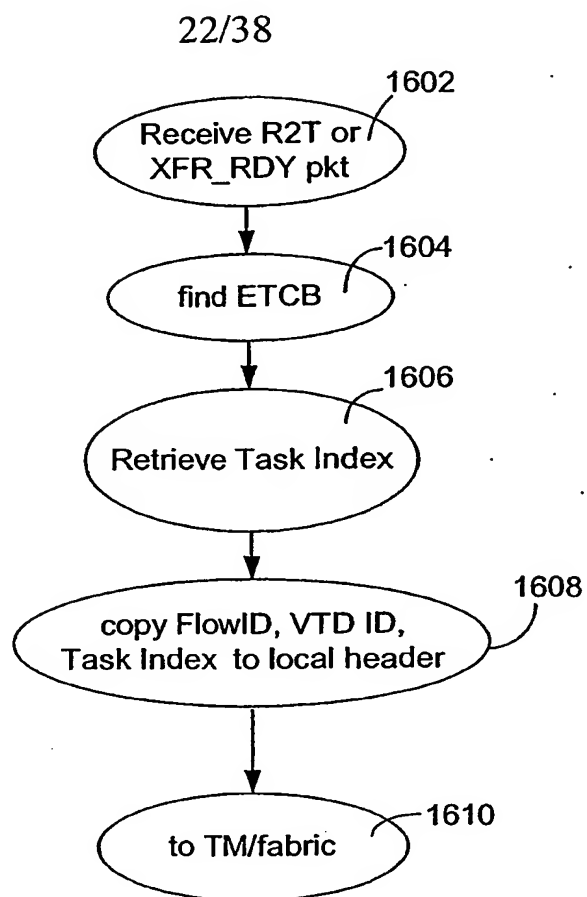 22/38
1602
Receive R2T or
XFR_RDY pkt
1604
find ETCB
1606
Retrieve Task Index
1608
copy FlowID, VTD ID,
Task Index to local header
1610
to TM/fabric